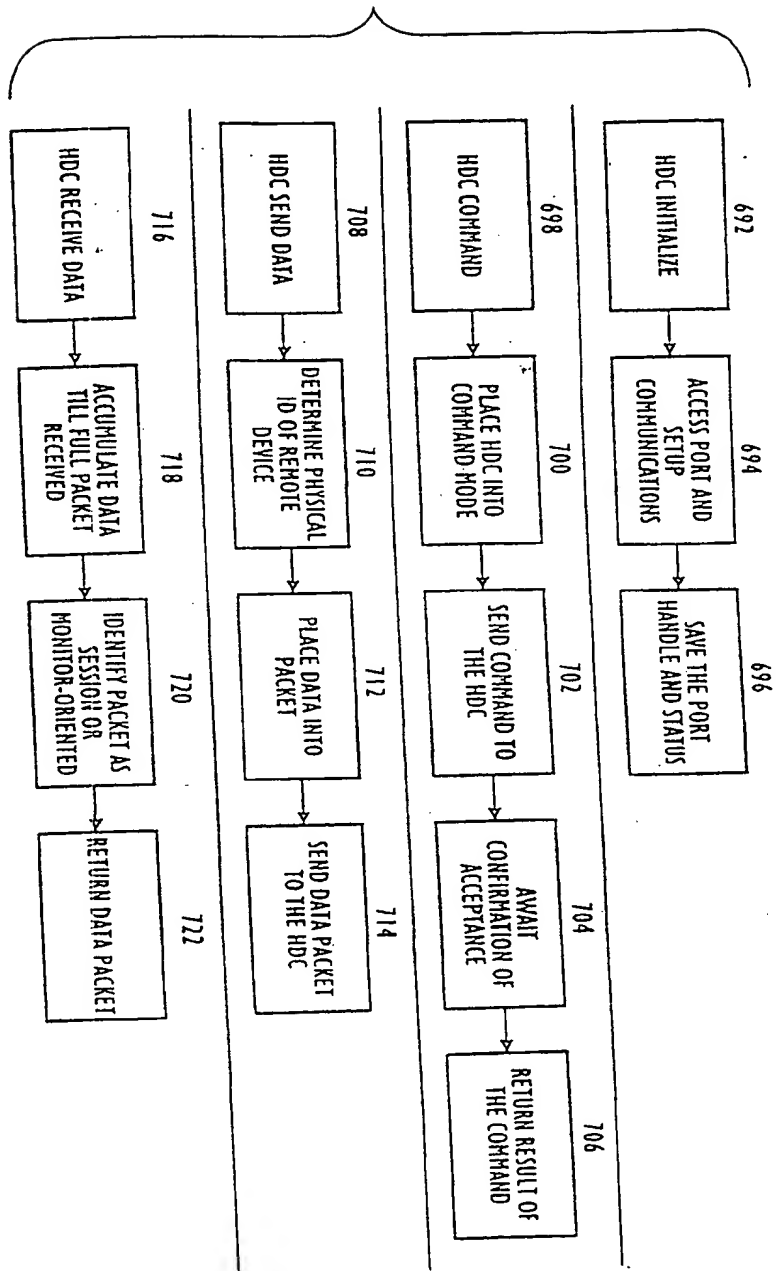 692
HDC INITIALIZE
694
ACCESS PORT AND
SETUP
COMMUNICATIONS
696
SAVE THE PORT
HANDLE AND STATUS
698
HDC COMMAND
700
PLACE HDC INTO
COMMAND MODE
702
SEND COMMAND TO
THE HDC
704
AWAIT
CONFIRMATION OF
ACCEPTANCE
706
RETURN RESULT OF
THE COMMAND
708
HDC SEND DATA
710
DETERMINE PHYSICAL
ID OF REMOTE
DEVICE
712
PLACE DATA INTO
PACKET
714
SEND DATA PACKET
TO THE HDC
716
HDC RECEIVE DATA
718
ACCUMULATE DATA
TILL FULL PACKET
RECEIVED
720
IDENTIFY PACKET AS
SESSION OR
MONITOR-ORIENTED
722
RETURN DATA PACKET